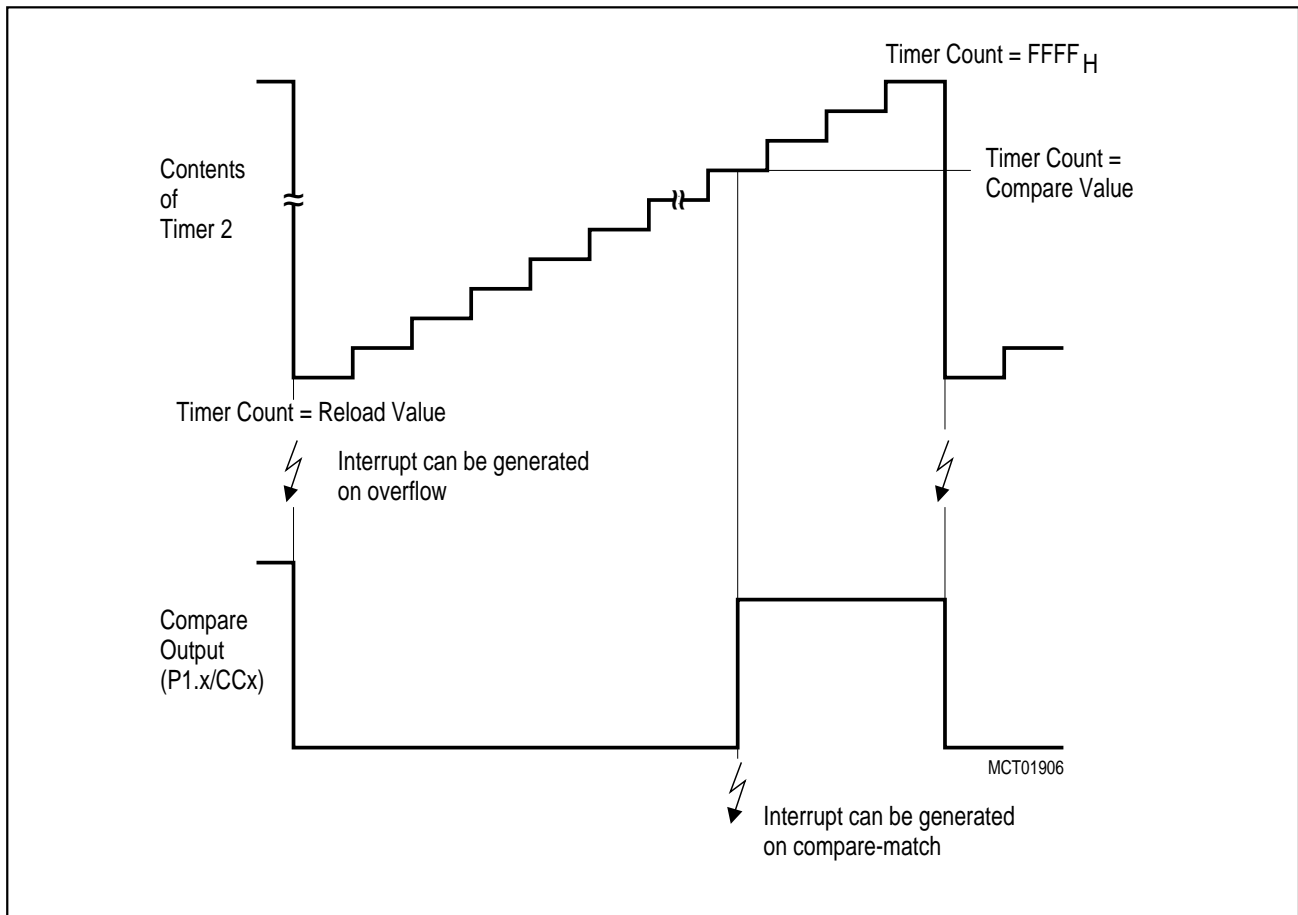 Timer Count = FFFF H
Contents
of
Timer 2
Timer Count =
Compare Value
Timer Count = Reload Value
Interrupt can be generated
on overflow
Compare
Output
(P1.x/CCx)
MCT01906
Interrupt can be generated
on compare-match